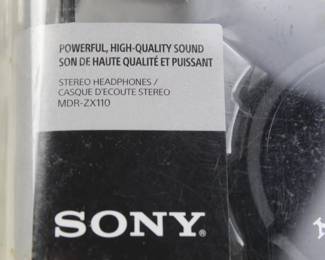 POWERFUL, HIGH-QUALITY SOUND
SON DE HAUTE QUALITÉ ET PUISSANT
STEREO HEADPHONES /
CASQUE D'ECOUTE STEREO
MDR-ZX110
SONY®